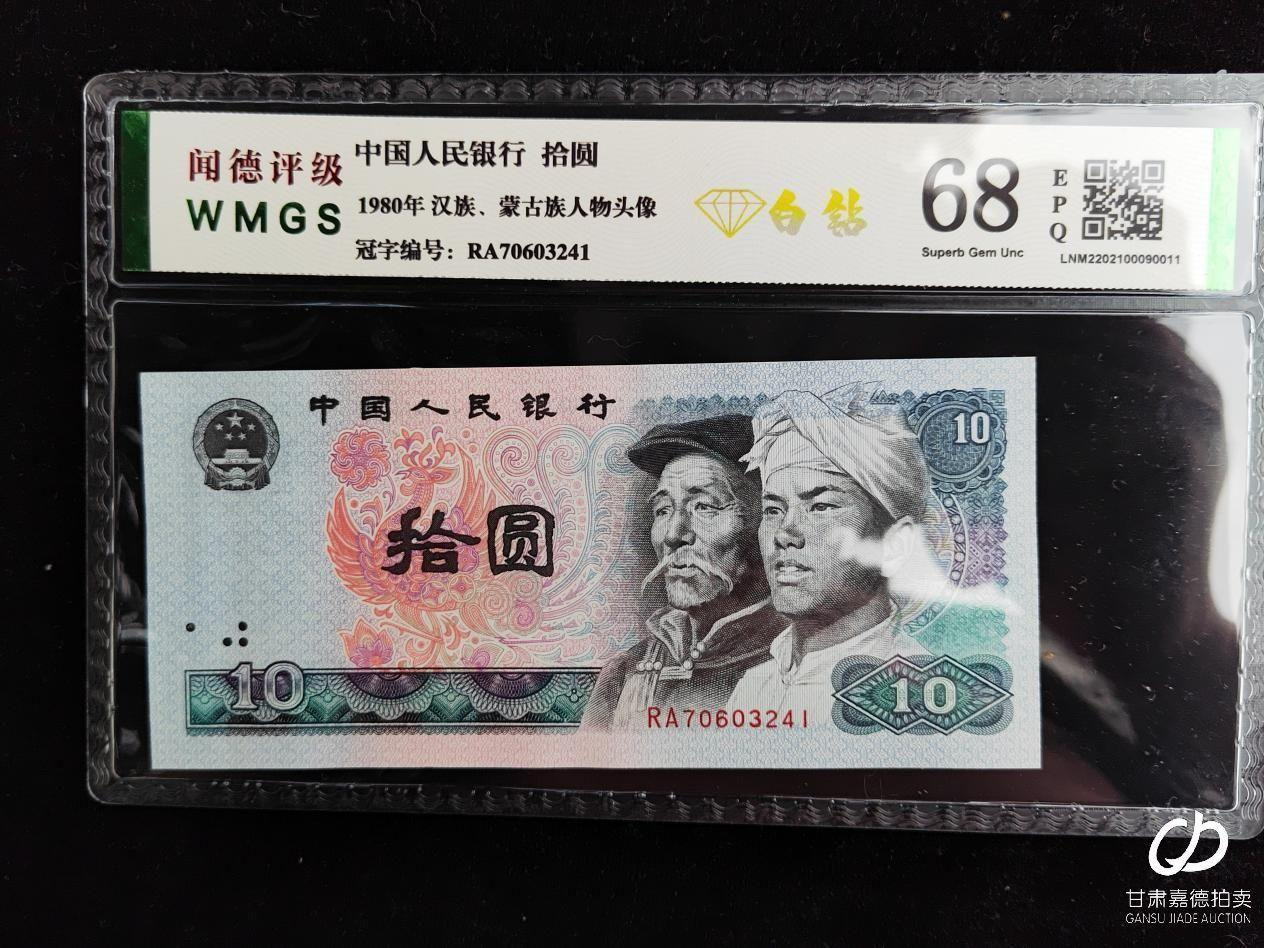 闻德评级
WMGS
中国人民银行 拾圆
1980年 汉族、蒙古族人物头像
冠字编号：RA70603241
白钻
68
Superb Gem Unc
EPQ
LNM2202100090011
中国人民银行
10
拾圆
10
RA70603241
10
甘肃嘉德拍卖
GANSU JIADE AUCTION